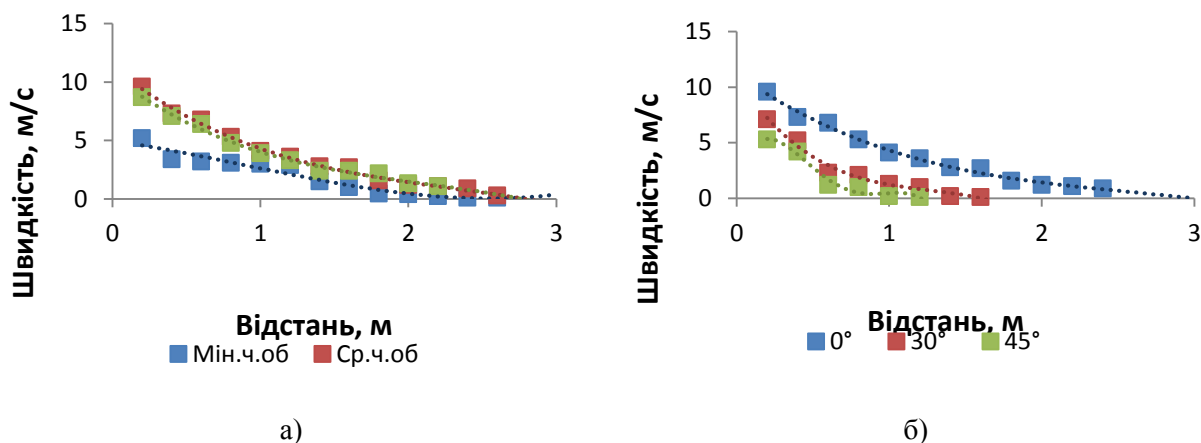 15
10
5
0
0
1
2
3
Швидкість, м/с
Відстань, м
Мін.ч.об
Ср.ч.об
а)
15
10
5
0
0
1
2
3
Швидкість, м/с
Відстань, м
0°
30°
45°
б)